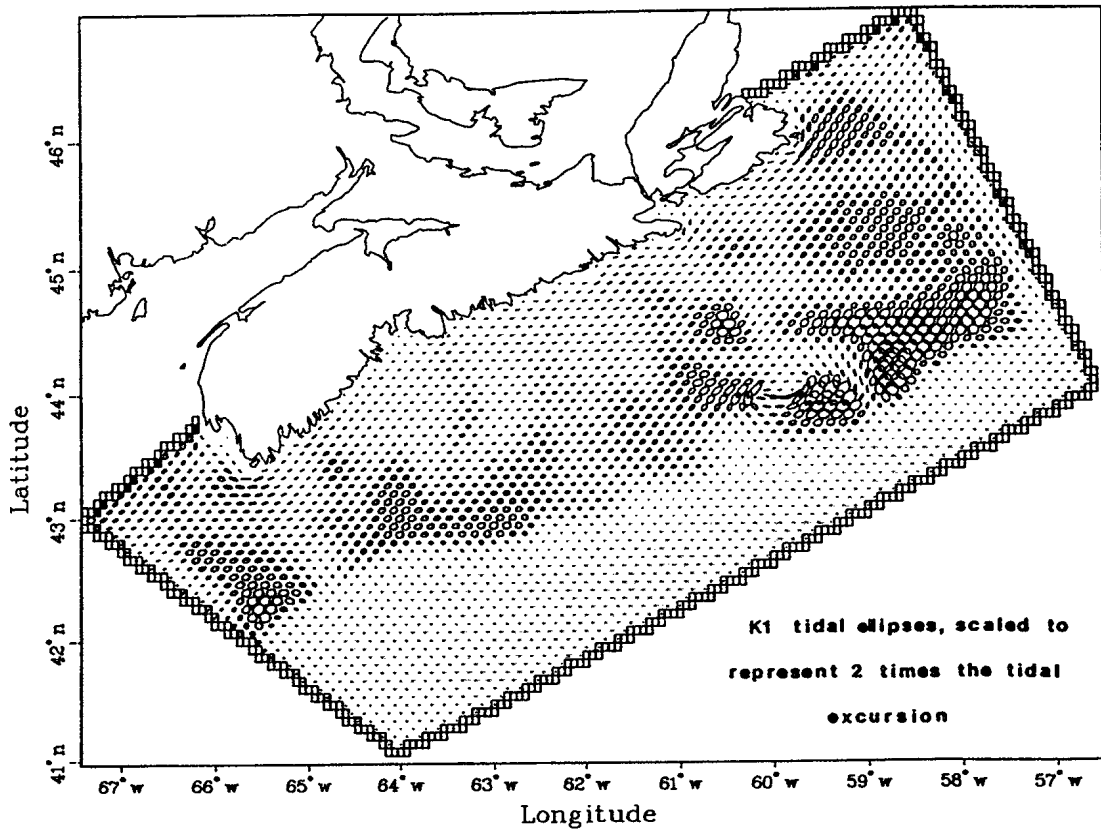 46°n
45°n
44°n
43°n
42°n
41°n
Latitude
67°w 66°w 65°w 64°w 63°w 62°w 61°w 60°w 59°w 58°w 57°w
Longitude
K1 tidal ellipses, scaled to
represent 2 times the tidal
excursion